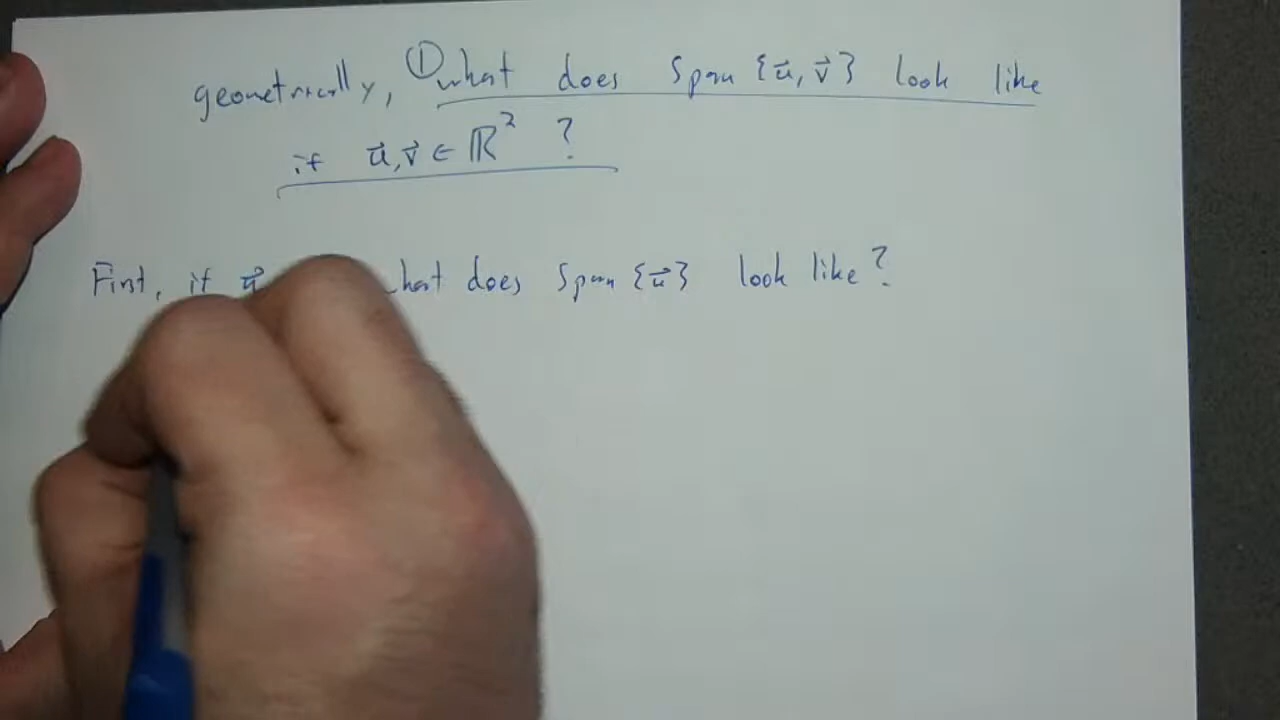 geometrically, ① what does Span {u⃗, v⃗} look like
if u⃗, v⃗ ∈ ℝ² ?
First, if u⃗ what does Span {u⃗} look like?